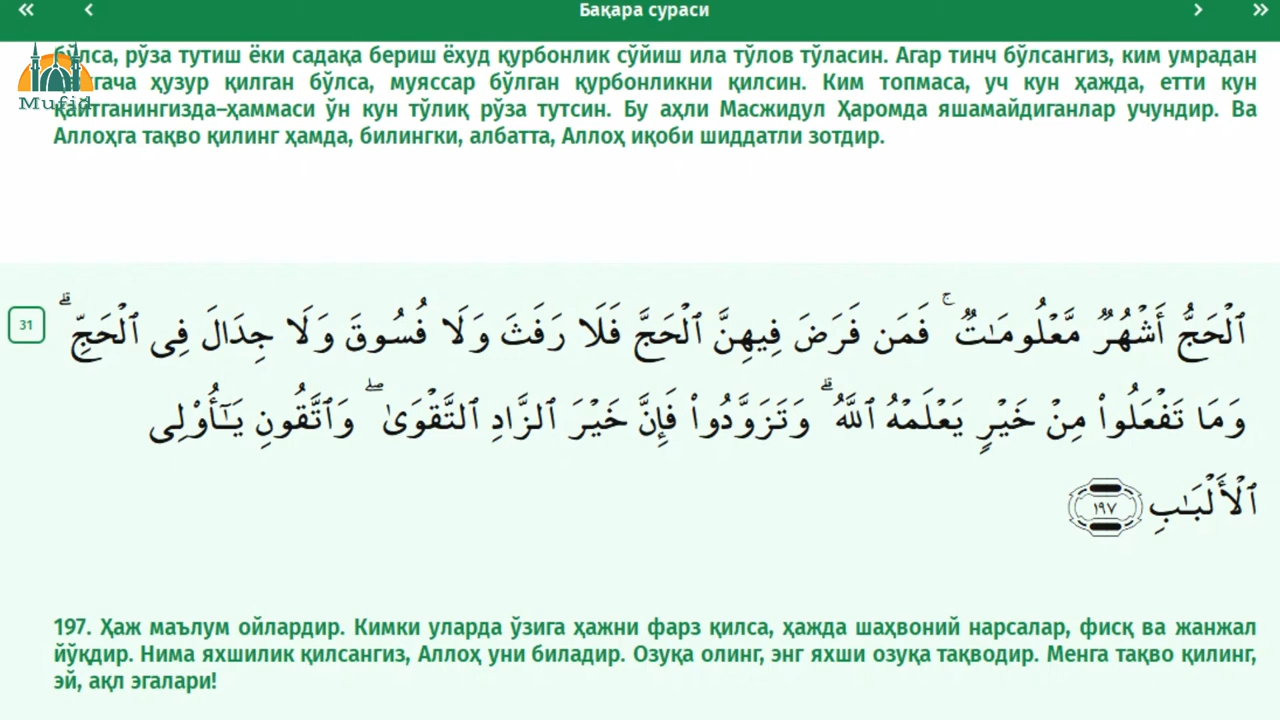 Бақара сураси
бўлса, рўза тутиш ёки садақа бериш ёхуд қурбонлик сўйиш ила тўлов тўласин. Агар тинч бўлсангиз, ким умрадан
ҳузур қилган бўлса, муяссар бўлган қурбонликни қилсин. Ким топмаса, уч кун ҳажда, етти кун
Mufid
қайтганингизда–ҳаммаси ўн кун тўлиқ рўза тутсин. Бу аҳли Масжидул Ҳаромда яшамайдиганлар учундир. Ва
Аллоҳга тақво қилинг ҳамда, билингки, албатта, Аллоҳ иқоби шиддатли зотдир.
31
ٱلْحَجُّ أَشْهُرٌ مَّعْلُومَـٰتٌ ۚ فَمَن فَرَضَ فِيهِنَّ ٱلْحَجَّ فَلَا رَفَثَ وَلَا فُسُوقَ وَلَا جِدَالَ فِى ٱلْحَجِّ ۗ
وَمَا تَفْعَلُوا۟ مِنْ خَيْرٍ يَعْلَمْهُ ٱللَّهُ ۗ وَتَزَوَّدُوا۟ فَإِنَّ خَيْرَ ٱلزَّادِ ٱلتَّقْوَىٰ ۖ وَٱتَّقُونِ يَـٰٓأُو۟لِى
ٱلْأَلْبَـٰبِ ١٩٧
197. Ҳаж маълум ойлардир. Кимки уларда ўзига ҳажни фарз қилса, ҳажда шаҳвоний нарсалар, фисқ ва жанжал
йўқдир. Нима яхшилик қилсангиз, Аллоҳ уни биладир. Озуқа олинг, энг яхши озуқа тақводир. Менга тақво қилинг,
эй, ақл эгалари!